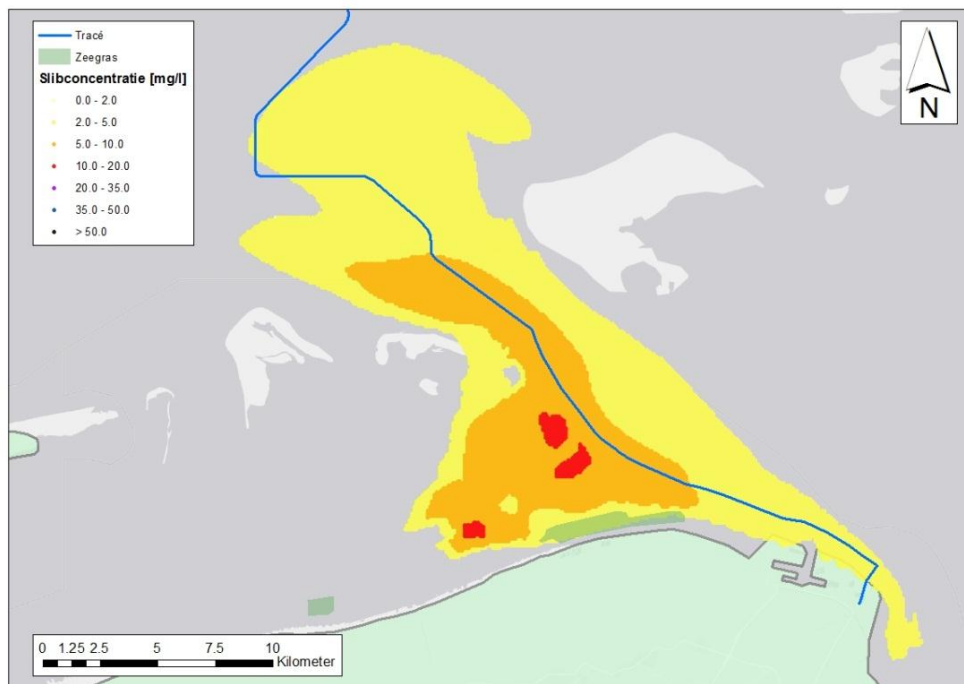 Tracé
Zeegras
Slibconcentratie [mg/l]
0.0 - 2.0
2.0 - 5.0
5.0 - 10.0
10.0 - 20.0
20.0 - 35.0
35.0 - 50.0
> 50.0
N
0 1.25 2.5 5 7.5 10
Kilometer